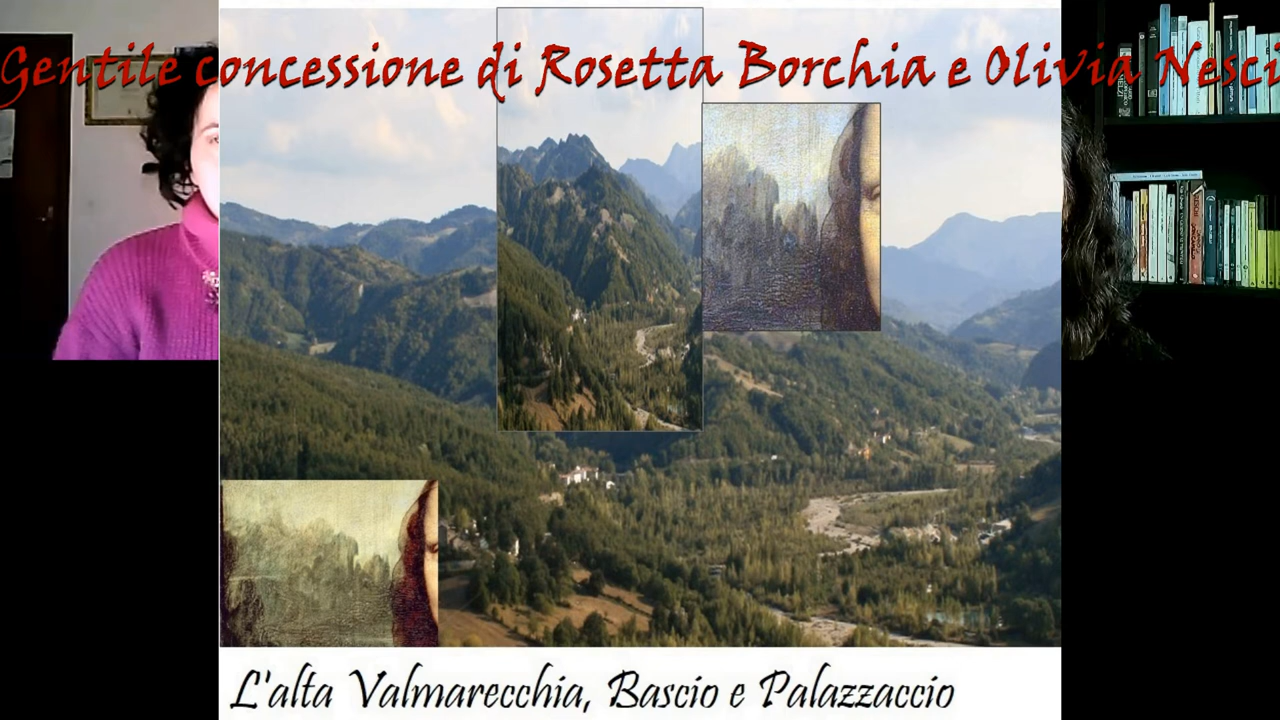 Gentile concessione di Rosetta Borchia e Olivia Nesci
L'alta Valmarecchia, Bascio e Palazzaccio